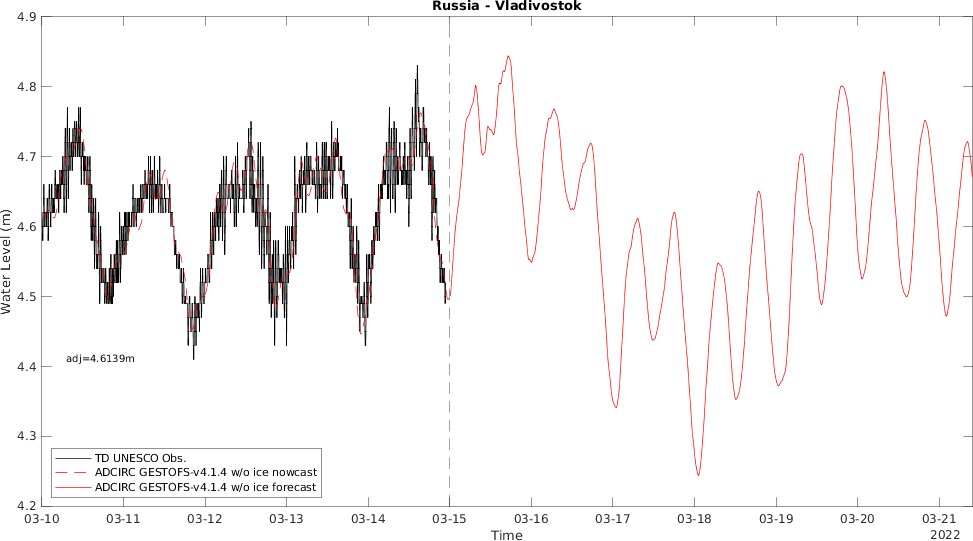 Russia - Vladivostok
4.9
4.8
4.7
4.6
4.5
4.4
4.3
4.2
Water Level (m)
adj=4.6139m
TD UNESCO Obs.
ADCIRC GESTOFS-v4.1.4 w/o ice nowcast
ADCIRC GESTOFS-v4.1.4 w/o ice forecast
03-10 03-11 03-12 03-13 03-14 03-15 03-16 03-17 03-18 03-19 03-20 03-21
Time
2022